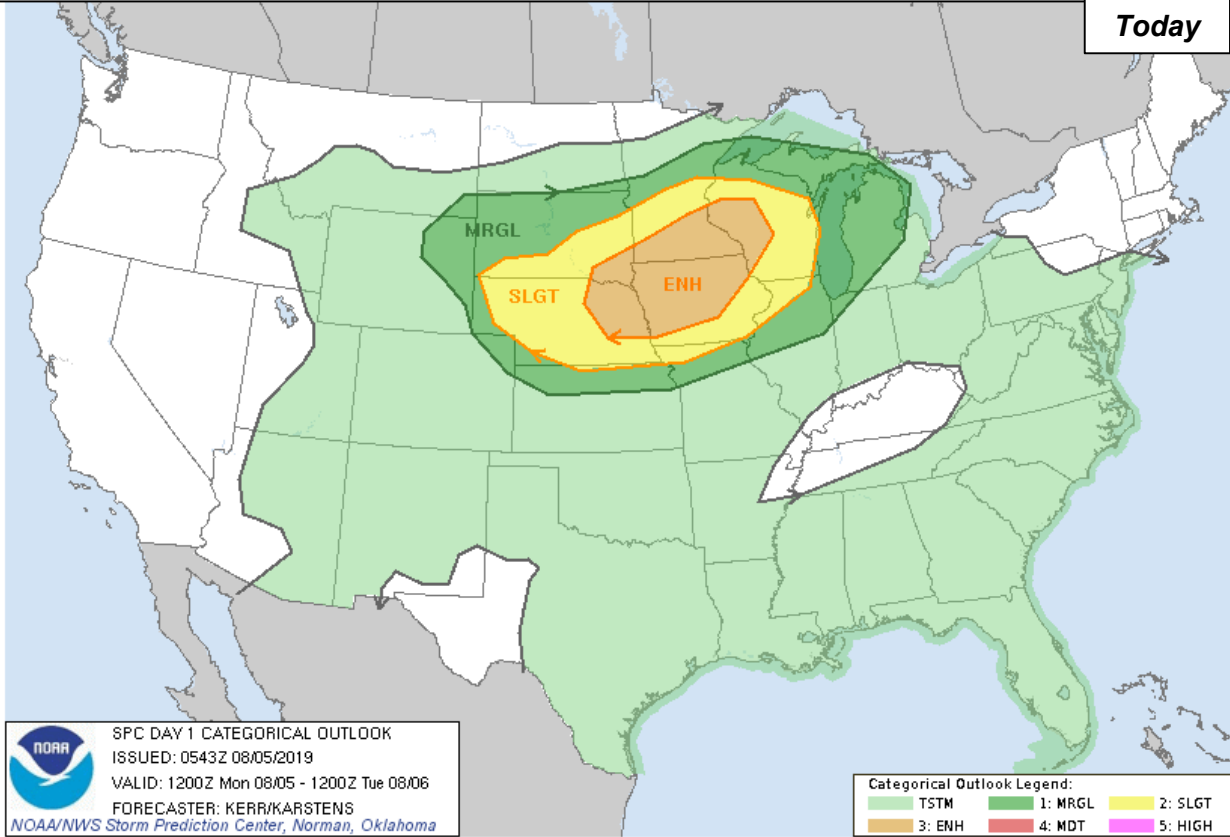 Today
MRGL
SLGT
ENH
NOAA
SPC DAY 1 CATEGORICAL OUTLOOK
ISSUED: 0543Z 08/05/2019
VALID: 1200Z Mon 08/05 - 1200Z Tue 08/06
FORECASTER: KERR/KARSTENS
NOAA/NWS Storm Prediction Center, Norman, Oklahoma
Categorical Outlook Legend:
TSTM 1: MRGL 2: SLGT
3: ENH 4: MDT 5: HIGH